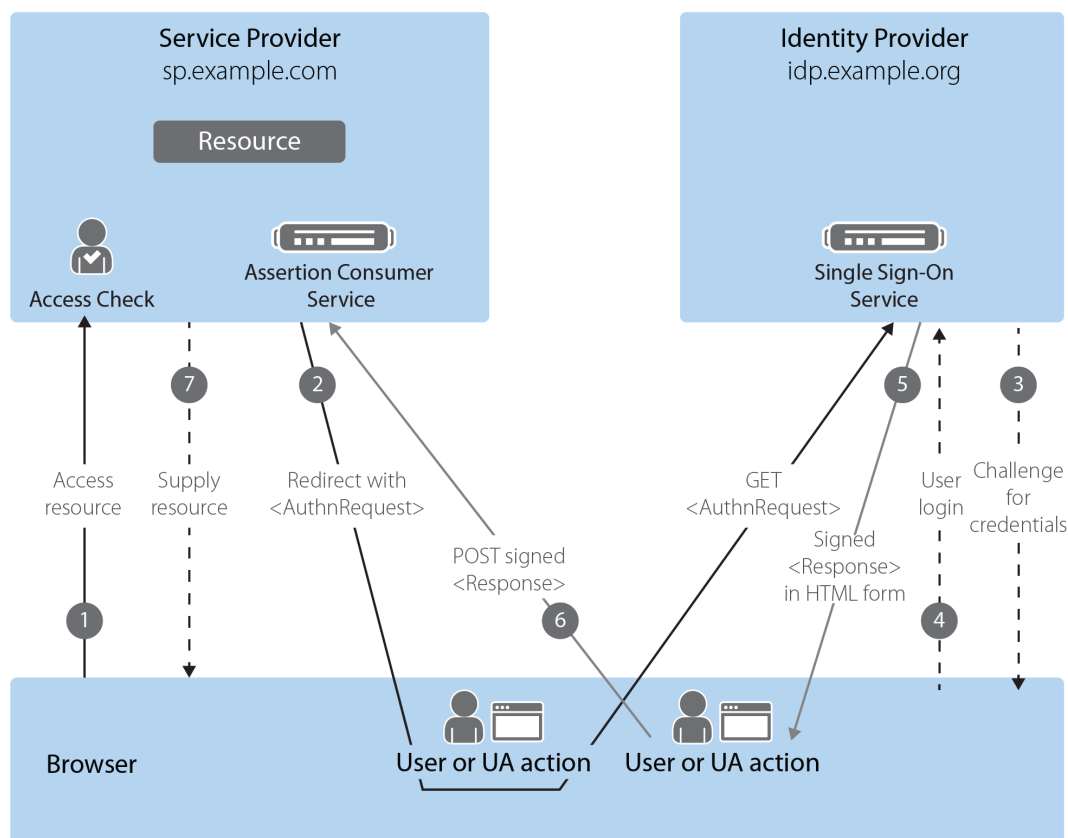 Service Provider
sp.example.com
Resource
Access Check
Assertion Consumer
Service
Identity Provider
idp.example.org
Single Sign-On
Service
7
2
5
3
Access
resource
Supply
resource
Redirect with
<AuthnRequest>
GET
<AuthnRequest>
User
login
Challenge
for
credentials
POST signed
<Response>
Signed
<Response>
in HTML form
1
6
4
Browser
User or UA action
User or UA action